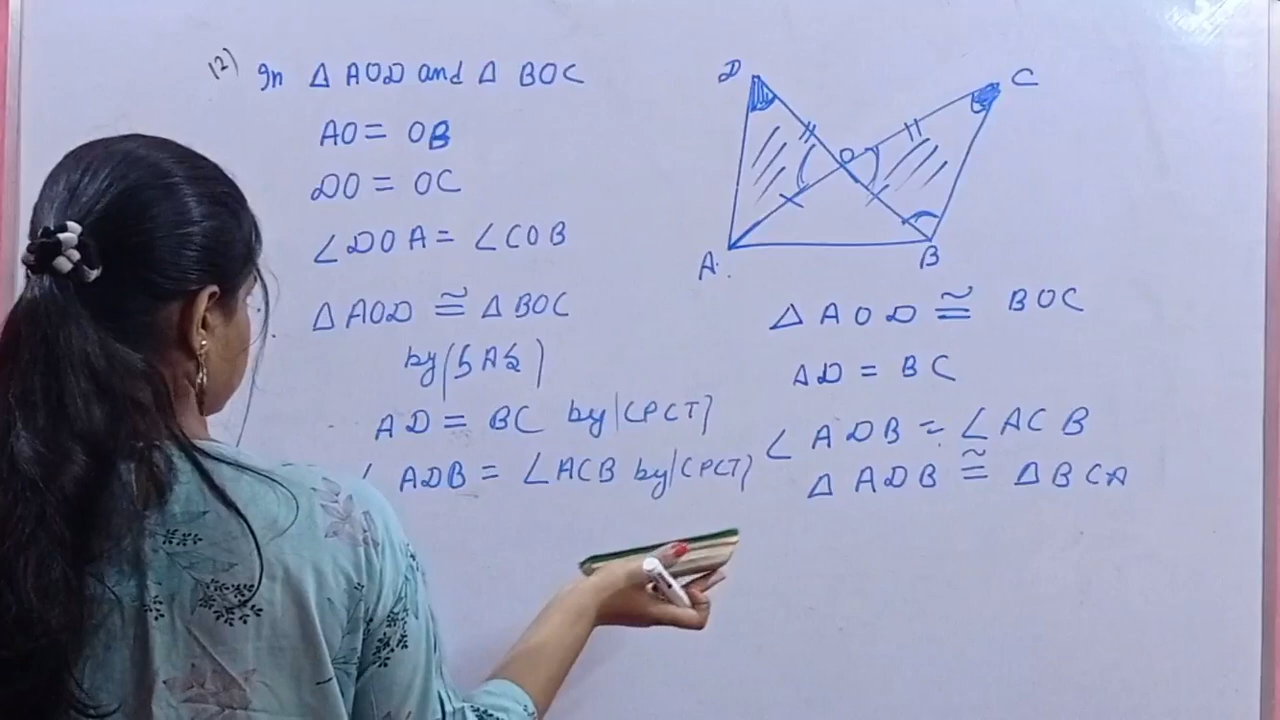 12) In △ AOD and △ BOC
AO = OB
DO = OC
∠DOA = ∠COB
△ AOD ≅ △ BOC
by (SAS)
AD = BC by (CPCT)
∠ ADB = ∠ACB by (CPCT)
D
C
O
A
B
△ AOD ≅ BOC
AD = BC
∠ ADB = ∠ACB
△ ADB ≅ △ BCA